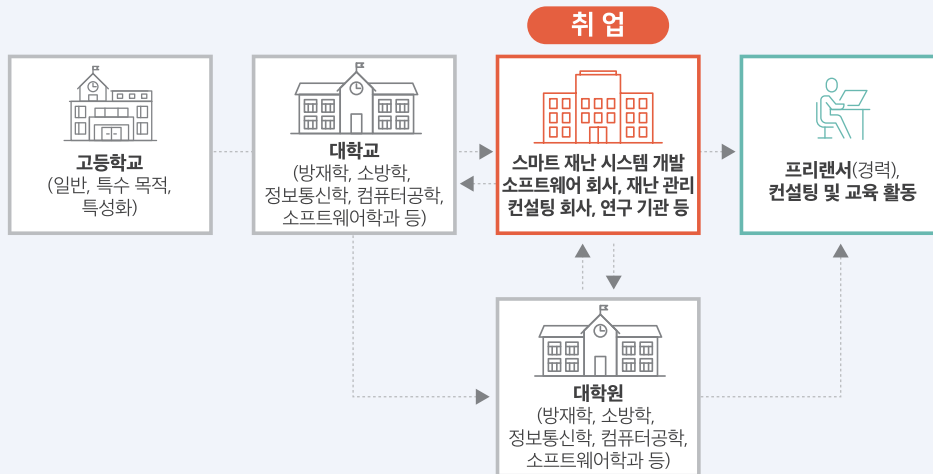 취업
고등학교
(일반, 특수 목적,
특성화)
대학교
(방재학, 소방학,
정보통신학, 컴퓨터공학,
소프트웨어학과 등)
스마트 재난 시스템 개발
소프트웨어 회사, 재난 관리
컨설팅 회사, 연구 기관 등
프리랜서(경력),
컨설팅 및 교육 활동
대학원
(방재학, 소방학,
정보통신학, 컴퓨터공학,
소프트웨어학과 등)